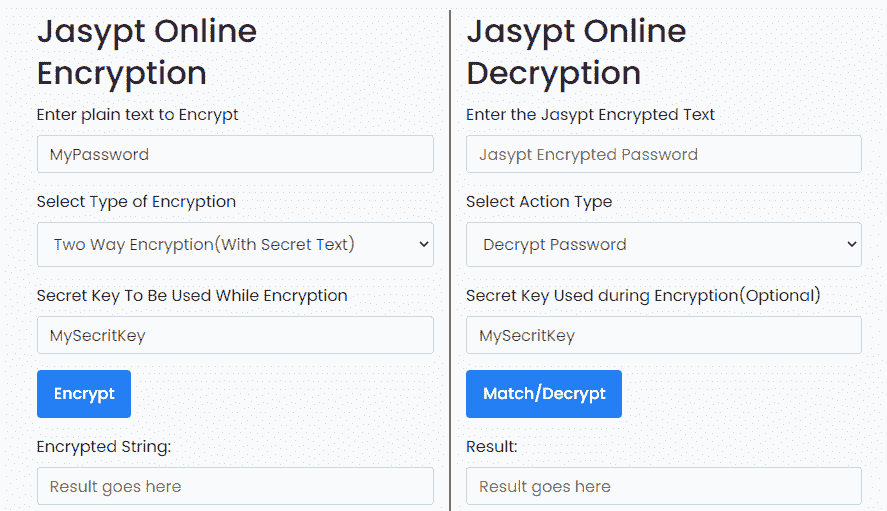 Jasypt Online
Encryption
Enter plain text to Encrypt
MyPassword
Select Type of Encryption
Two Way Encryption(With Secret Text)
Secret Key To Be Used While Encryption
MySecritKey
Encrypt
Encrypted String:
Result goes here
Jasypt Online
Decryption
Enter the Jasypt Encrypted Text
Jasypt Encrypted Password
Select Action Type
Decrypt Password
Secret Key Used during Encryption(Optional)
MySecritKey
Match/Decrypt
Result:
Result goes here